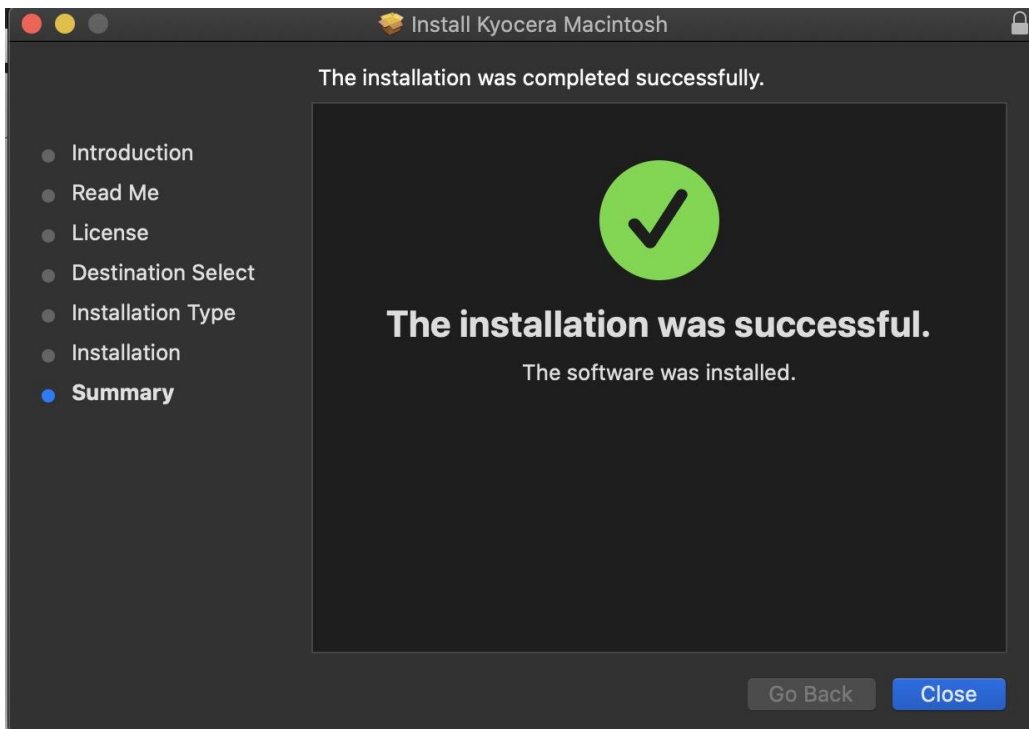 Install Kyocera Macintosh
The installation was completed successfully.
Introduction
Read Me
License
Destination Select
Installation Type
Installation
Summary
The installation was successful.
The software was installed.
Go Back
Close